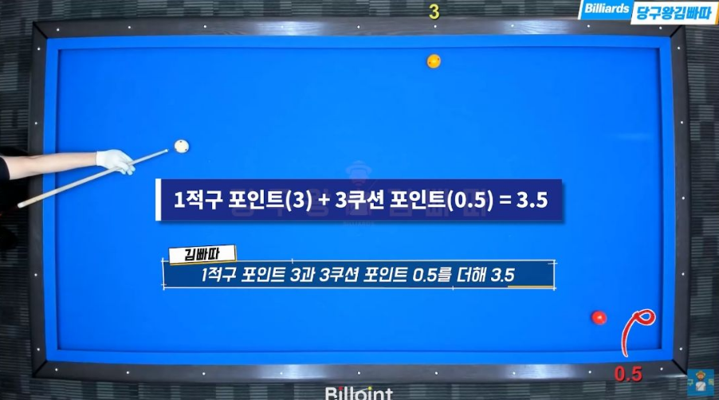 3
Billiards
당구왕김빠따
1적구 포인트(3) + 3쿠션 포인트(0.5) = 3.5
김빠따
1적구 포인트 3과 3쿠션 포인트 0.5를 더해 3.5
0.5
Billoint